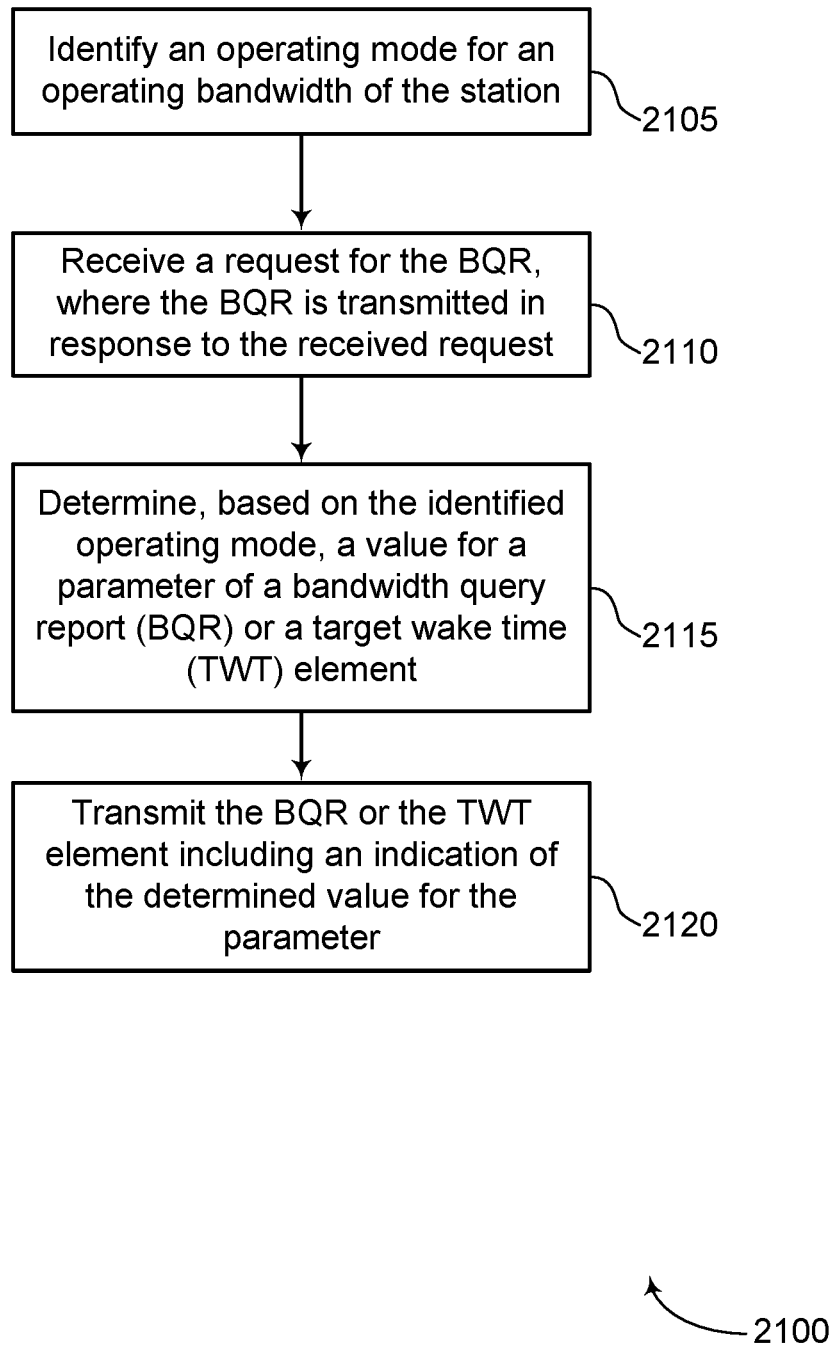 Identify an operating mode for an
operating bandwidth of the station
2105
Receive a request for the BQR,
where the BQR is transmitted in
response to the received request
2110
Determine, based on the identified
operating mode, a value for a
parameter of a bandwidth query
report (BQR) or a target wake time
(TWT) element
2115
Transmit the BQR or the TWT
element including an indication of
the determined value for the
parameter
2120
2100